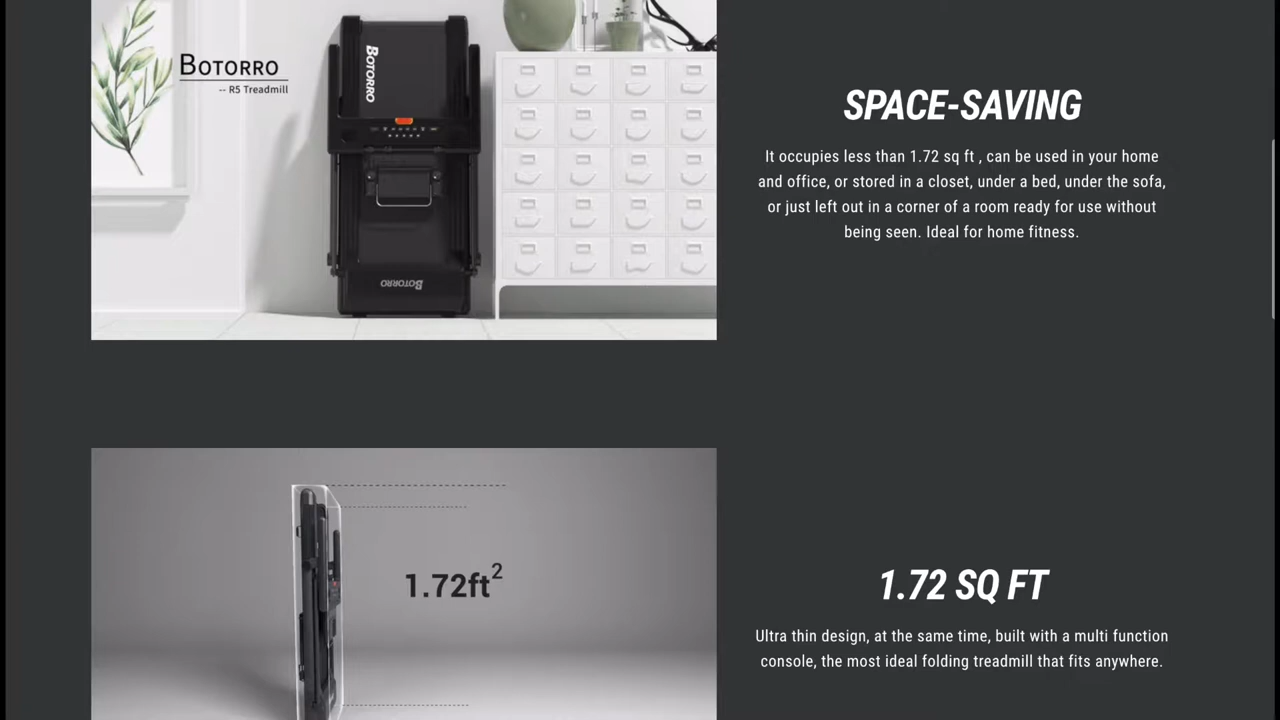 BOTORRO
-- R5 Treadmill
BOTORRO
BOTORRO
SPACE-SAVING
It occupies less than 1.72 sq ft , can be used in your home
and office, or stored in a closet, under a bed, under the sofa,
or just left out in a corner of a room ready for use without
being seen. Ideal for home fitness.
1.72ft²
1.72 SQ FT
Ultra thin design, at the same time, built with a multi function
console, the most ideal folding treadmill that fits anywhere.